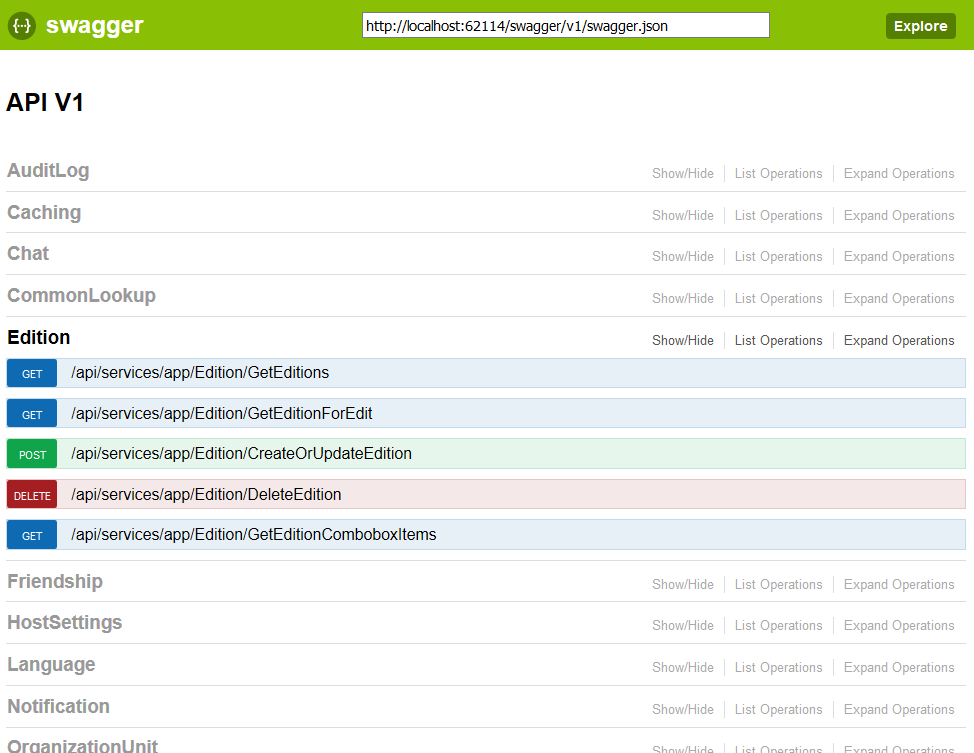 {··} swagger http://localhost:62114/swagger/v1/swagger.json Explore
API V1
AuditLog Show/Hide List Operations Expand Operations
Caching Show/Hide List Operations Expand Operations
Chat Show/Hide List Operations Expand Operations
CommonLookup Show/Hide List Operations Expand Operations
Edition Show/Hide List Operations Expand Operations
GET /api/services/app/Edition/GetEditions
GET /api/services/app/Edition/GetEditionForEdit
POST /api/services/app/Edition/CreateOrUpdateEdition
DELETE /api/services/app/Edition/DeleteEdition
GET /api/services/app/Edition/GetEditionComboboxItems
Friendship Show/Hide List Operations Expand Operations
HostSettings Show/Hide List Operations Expand Operations
Language Show/Hide List Operations Expand Operations
Notification Show/Hide List Operations Expand Operations
OrganizationUnit Show/Hide List Operations Expand Operations